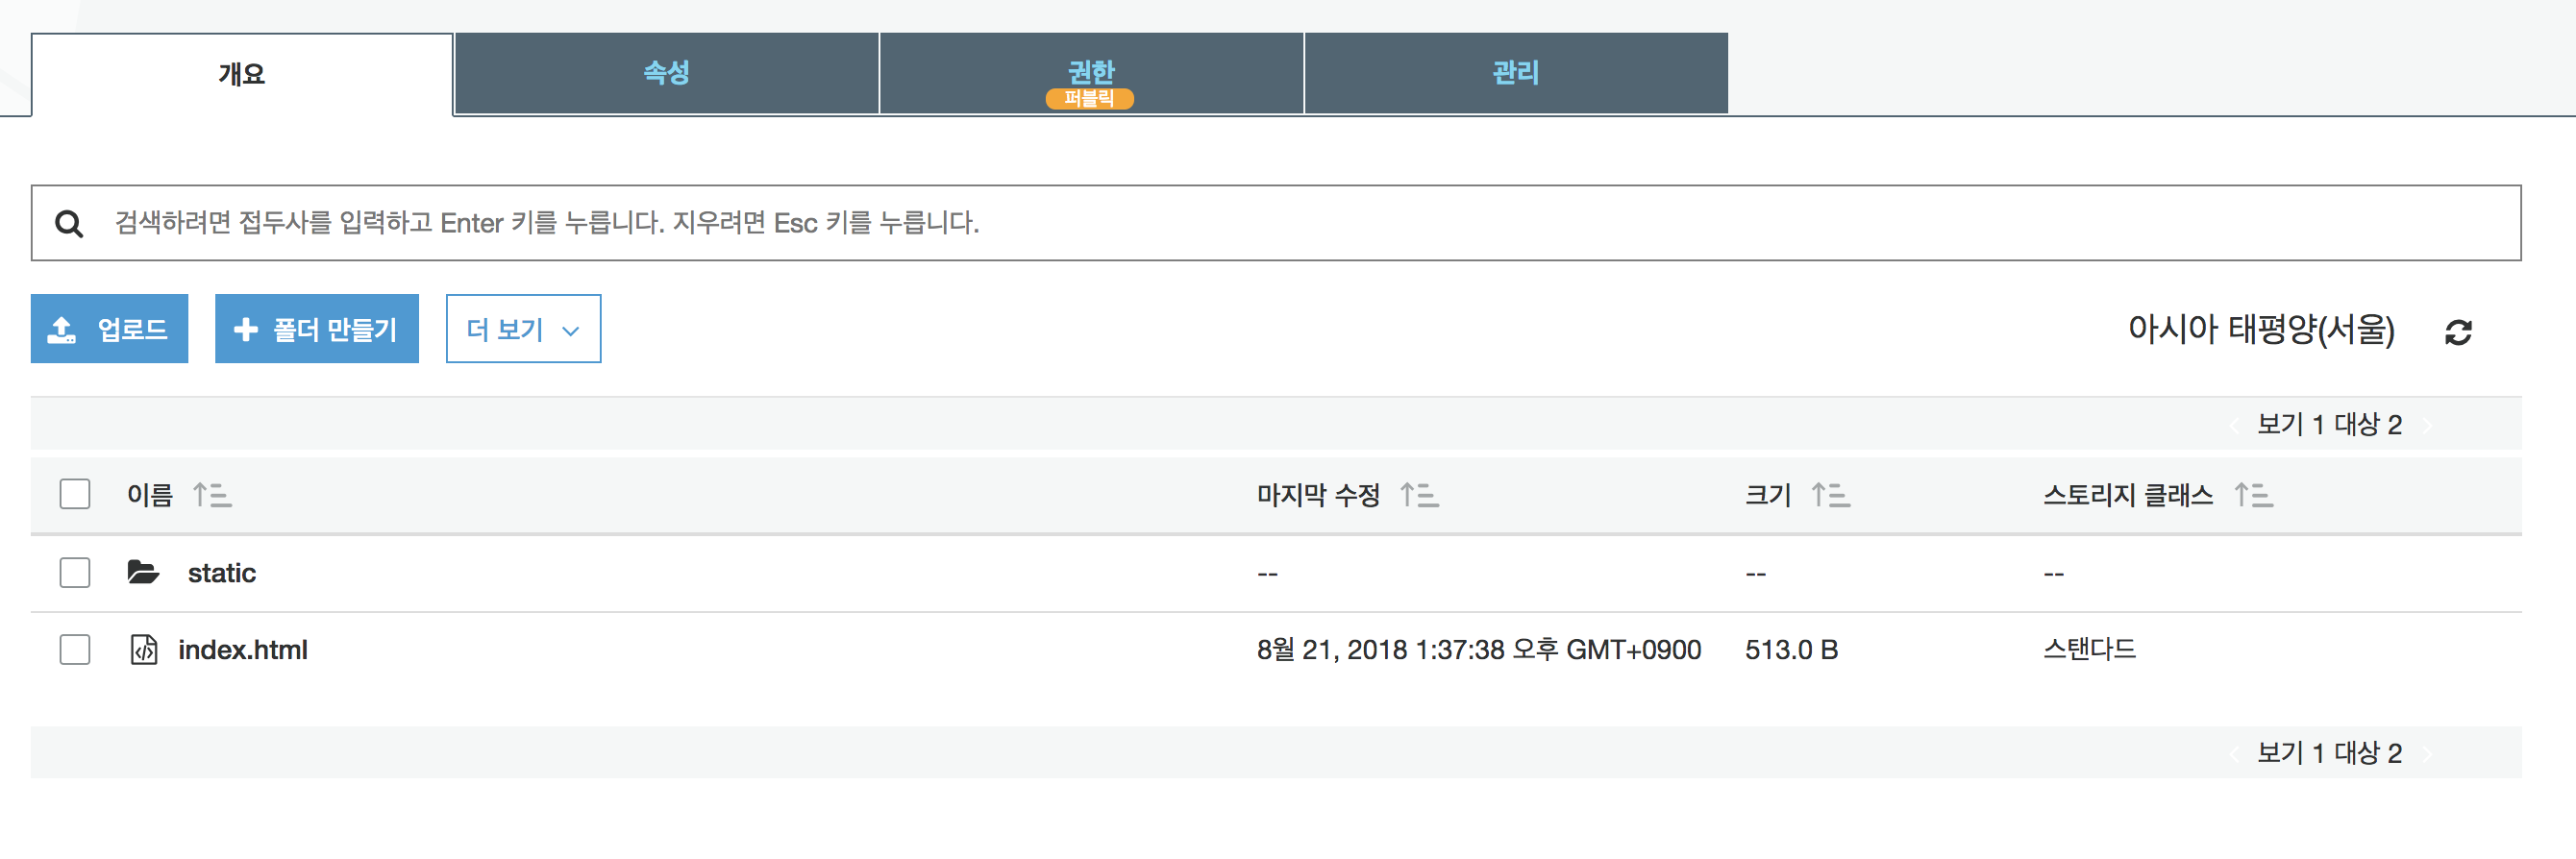 개요
속성
권한
퍼블릭
관리
검색하려면 접두사를 입력하고 Enter 키를 누릅니다. 지우려면 Esc 키를 누릅니다.
업로드
폴더 만들기
더 보기
아시아 태평양(서울)
보기 1 대상 2
이름 마지막 수정 크기 스토리지 클래스
static -- -- --
index.html 8월 21, 2018 1:37:38 오후 GMT+0900 513.0 B 스탠다드
보기 1 대상 2